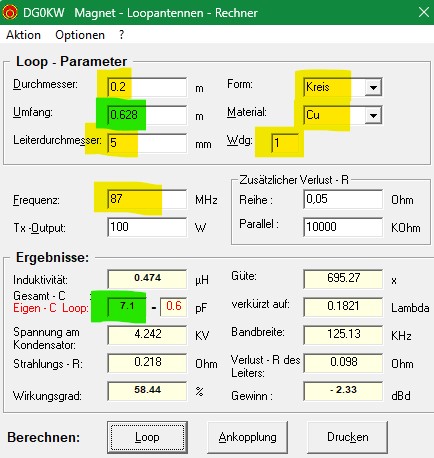 DG0KW  Magnet - Loopantennen - Rechner
Aktion  Optionen  ?
Loop - Parameter
Durchmesser: 0.2 m  Form: Kreis
Umfang: 0.628 m  Material: Cu
Leiterdurchmesser: 5 mm  Wdg: 1
Zusätzlicher Verlust - R
Frequenz: 87 MHz  Reihe : 0,05 Ohm
Tx -Output: 100 W  Parallel : 10000 KOhm
Ergebnisse:
Induktivität: 0.474 µH  Güte: 695.27 x
Gesamt - C :
Eigen - C Loop: 7.1 - 0.6 pF  verkürzt auf: 0.1821 Lambda
Spannung am
Kondensator: 4.242 KV  Bandbreite: 125.13 KHz
Strahlungs - R: 0.218 Ohm  Verlust - R des
Leiters: 0.098 Ohm
Wirkungsgrad: 58.44 %  Gewinn : - 2.33 dBd
Berechnen: Loop  Ankopplung  Drucken